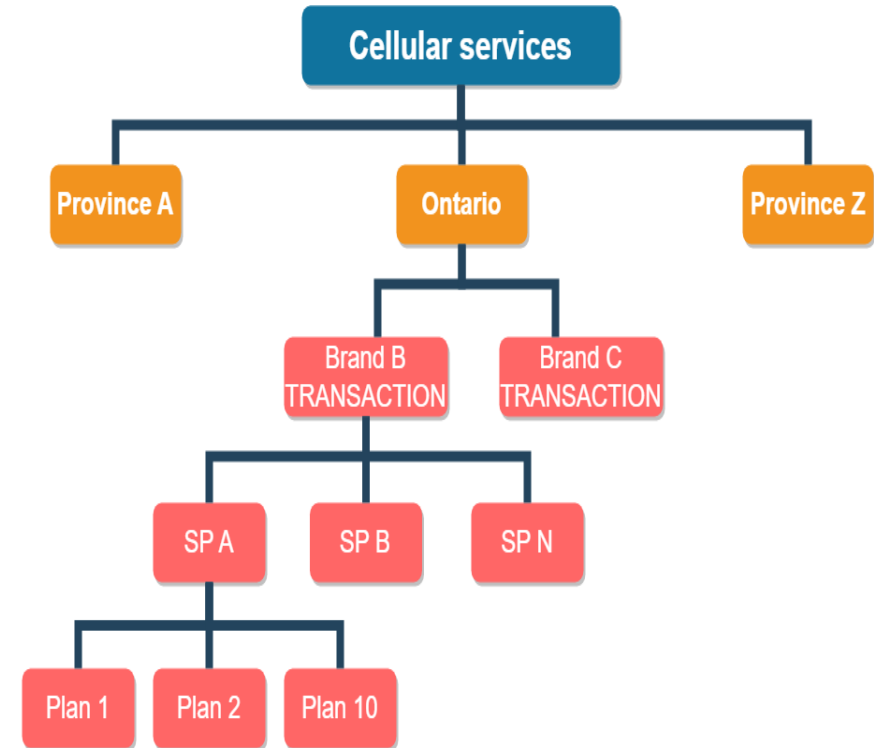 Cellular services
Province A
Ontario
Province Z
Brand B
TRANSACTION
Brand C
TRANSACTION
SP A
SP B
SP N
Plan 1
Plan 2
Plan 10